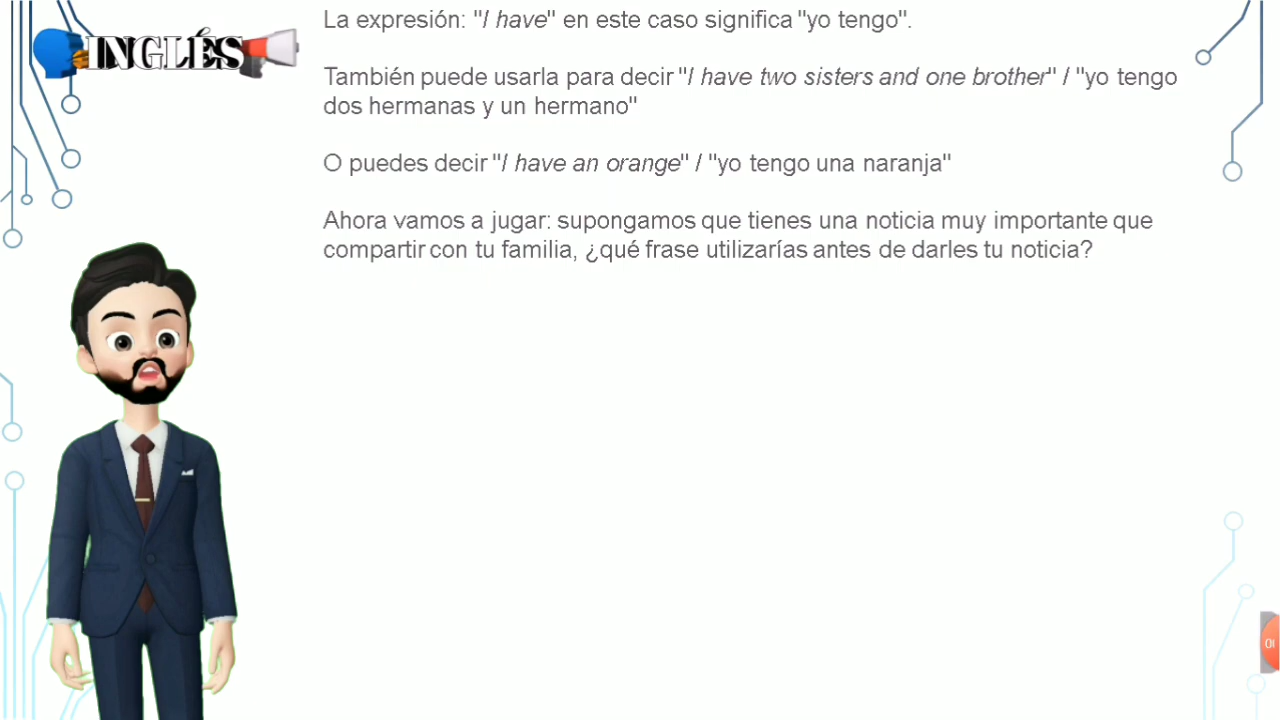 INGLÉS
La expresión: "I have" en este caso significa "yo tengo".
También puede usarla para decir "I have two sisters and one brother" / "yo tengo
dos hermanas y un hermano"
O puedes decir "I have an orange" / "yo tengo una naranja"
Ahora vamos a jugar: supongamos que tienes una noticia muy importante que
compartir con tu familia, ¿qué frase utilizarías antes de darles tu noticia?